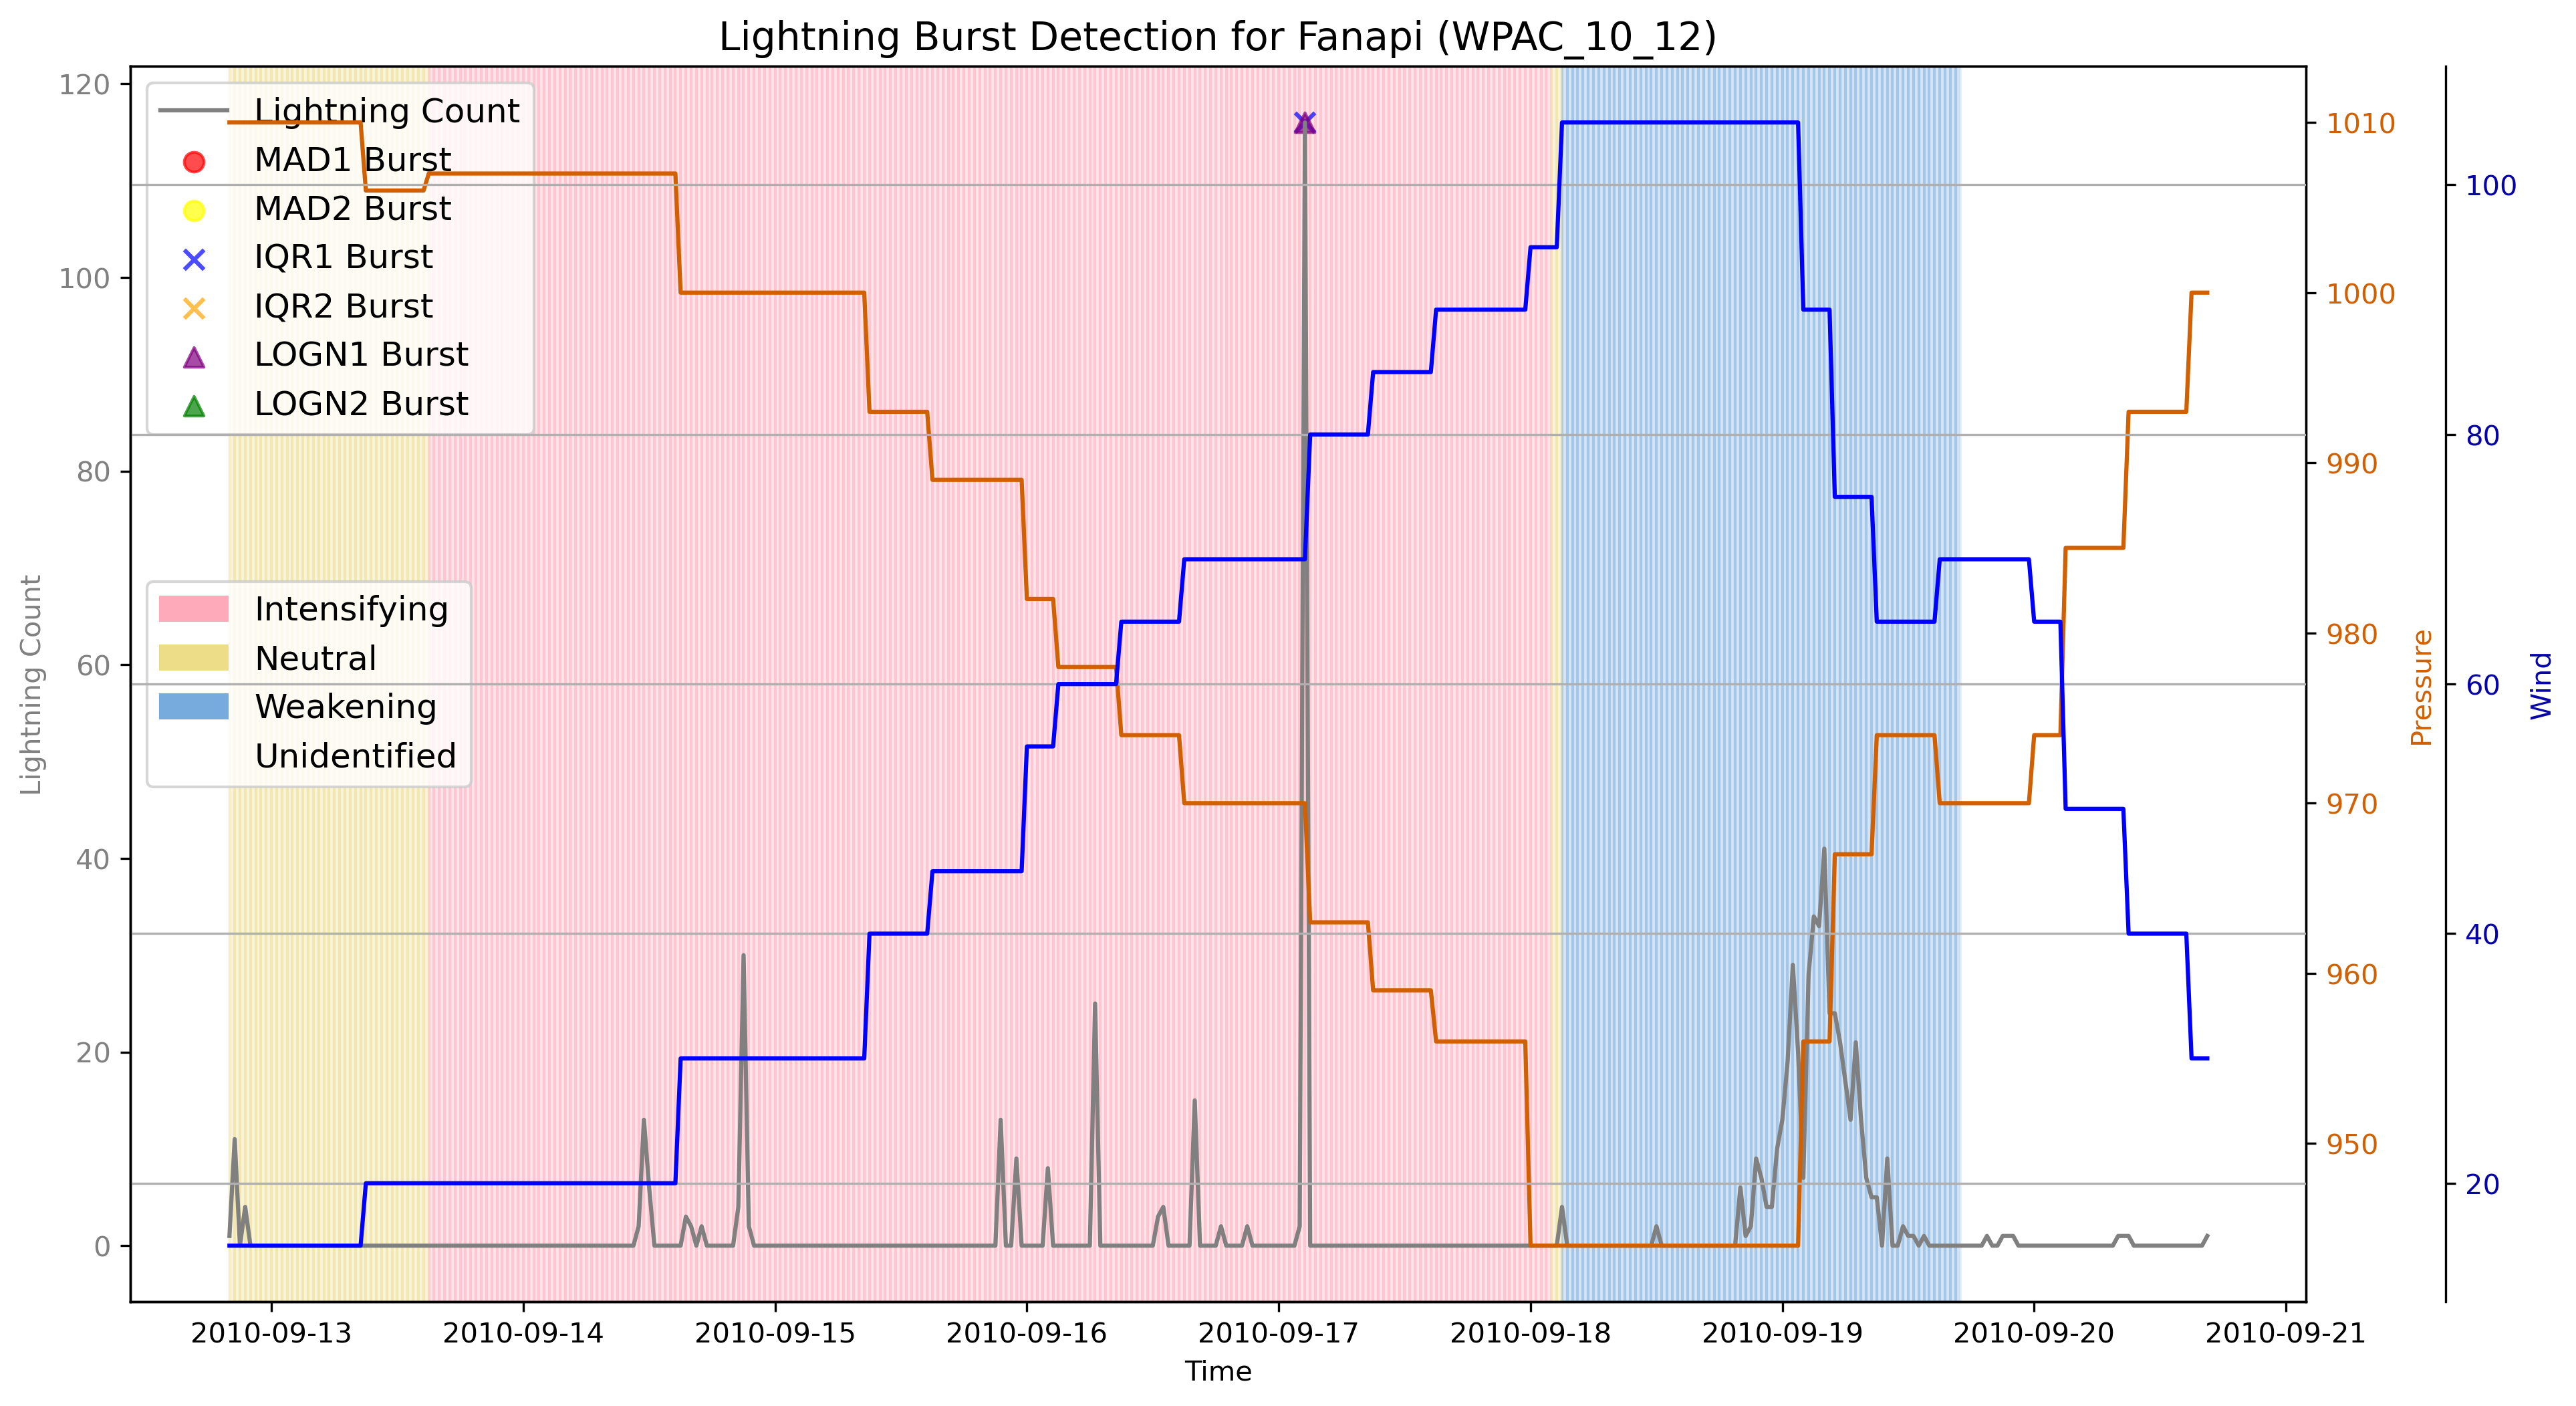 Lightning Burst Detection for Fanapi (WPAC_10_12)
Lightning Count
MAD1 Burst
MAD2 Burst
IQR1 Burst
IQR2 Burst
LOGN1 Burst
LOGN2 Burst
Intensifying
Neutral
Weakening
Unidentified
Lightning Count
120
100
80
60
40
20
0
1010
1000
990
980
970
960
950
Pressure
100
80
60
40
20
Wind
2010-09-13 2010-09-14 2010-09-15 2010-09-16 2010-09-17 2010-09-18 2010-09-19 2010-09-20 2010-09-21
Time